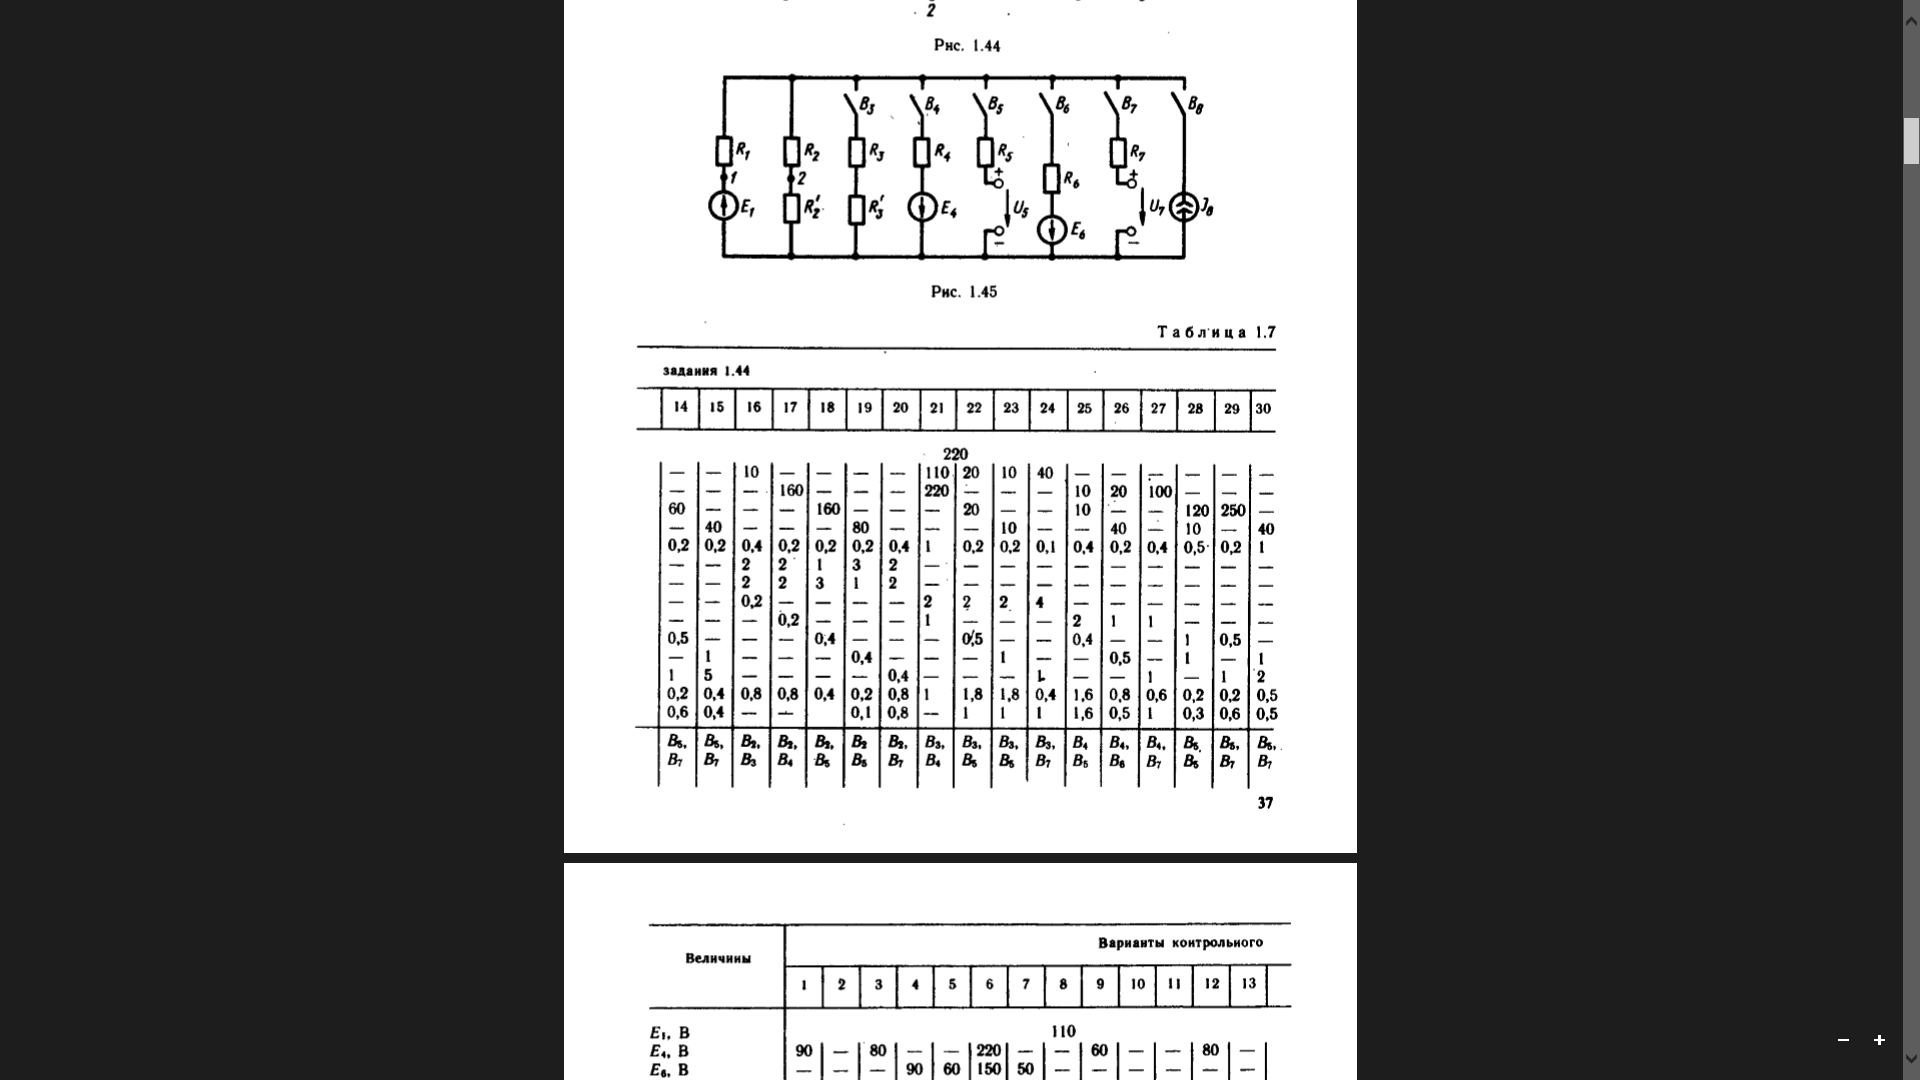 2
Рис. 1.44
B3 B4 B5 B6 B7 B8
R1 R2 R3 R4 R5 R7
+ +
1 2 R6
E1 R2' R3' E4 U5 U7 J8
E6
− −
Рис. 1.45
Таблица 1.7
задания 1.44
14 15 16 17 18 19 20 21 22 23 24 25 26 27 28 29 30
220
— — 10 — — — — 110 20 10 40 — — — — — —
— — — 160 — — — 220 — — — 10 20 100 — — —
60 — — — 160 — — — 20 — — 10 — — 120 250 —
— 40 — — — 80 — — — 10 — — 40 — 10 — 40
0,2 0,2 0,4 0,2 0,2 0,2 0,4 1 0,2 0,2 0,1 0,4 0,2 0,4 0,5 0,2 1
— — 2 2 1 3 2 — — — — — — — — — —
— — 2 2 3 1 2 — — — — — — — — — —
— — 0,2 — — — — 2 2 2 4 — — — — — —
— — — 0,2 — — — 1 — — — 2 1 1 — — —
0,5 — — — 0,4 — — — 0,5 — — 0,4 — — 1 0,5 —
— 1 — — — 0,4 — — — 1 — — 0,5 — 1 — 1
1 5 — — — — 0,4 — — — 1 — — 1 — 1 2
0,2 0,4 0,8 0,8 0,4 0,2 0,8 1 1,8 1,8 0,4 1,6 0,8 0,6 0,2 0,2 0,5
0,6 0,4 — — 0,1 0,8 — 1 1 1 1,6 0,5 1 0,3 0,6 0,5
B5, B6, B2, B2, B2, B2 B2, B3, B3, B3, B3, B4 B4, B4, B5, B5, B6,
B7 B7 B3 B4 B5 B6 B7 B4 B5 B6 B7 B5 B6 B7 B7 B7
37
Величины
Варианты контрольного
1 2 3 4 5 6 7 8 9 10 11 12 13
E1, В 110
E4, В 90 — 80 — — 220 — — 60 — — 80 —
E6, В — — — 90 60 150 50 — — — — — —
− +